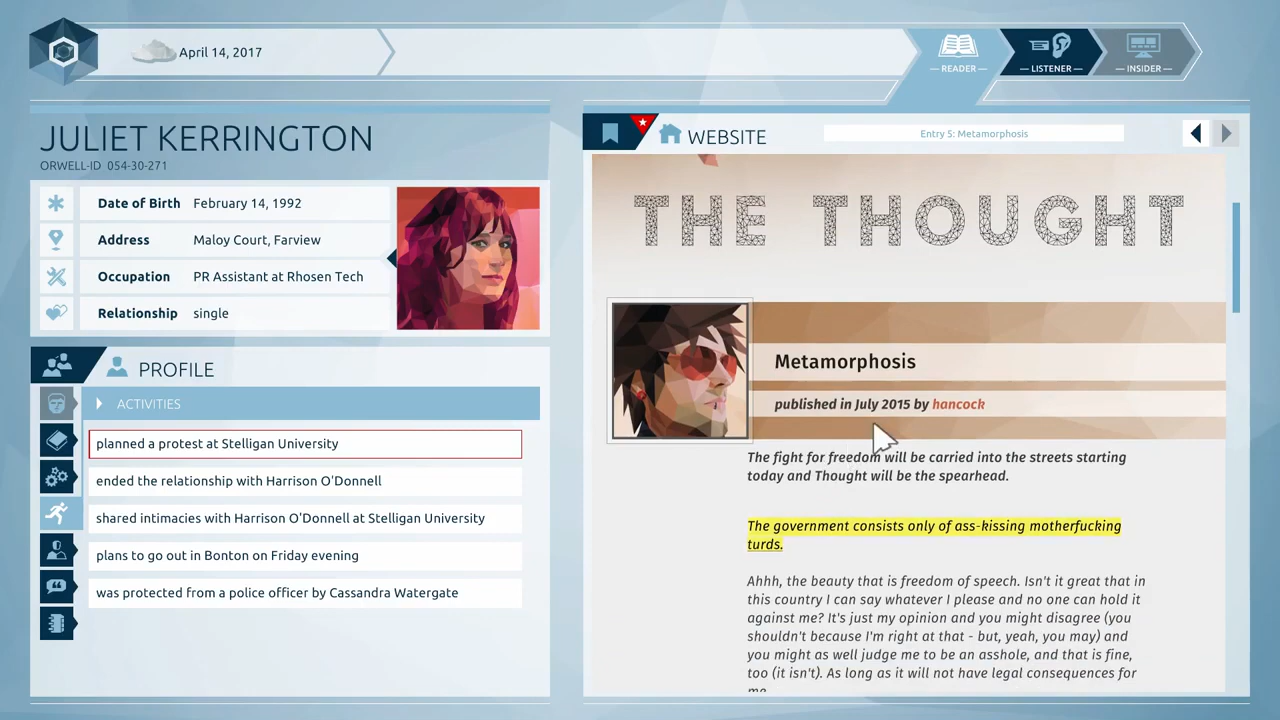 April 14, 2017
— READER —
— LISTENER —
— INSIDER —
JULIET KERRINGTON
ORWELL-ID 054-30-271
Date of Birth February 14, 1992
Address Maloy Court, Farview
Occupation PR Assistant at Rhosen Tech
Relationship single
PROFILE
ACTIVITIES
planned a protest at Stelligan University
ended the relationship with Harrison O'Donnell
shared intimacies with Harrison O'Donnell at Stelligan University
plans to go out in Bonton on Friday evening
was protected from a police officer by Cassandra Watergate
WEBSITE
Entry 5: Metamorphosis
THE THOUGHT
Metamorphosis
published in July 2015 by hancock
The fight for freedom will be carried into the streets starting
today and Thought will be the spearhead.
The government consists only of ass-kissing motherfucking
turds.
Ahhh, the beauty that is freedom of speech. Isn't it great that in
this country I can say whatever I please and no one can hold it
against me? It's just my opinion and you might disagree (you
shouldn't because I'm right at that - but, yeah, you may) and
you might as well judge me to be an asshole, and that is fine,
too (it isn't). As long as it will not have legal consequences for
me